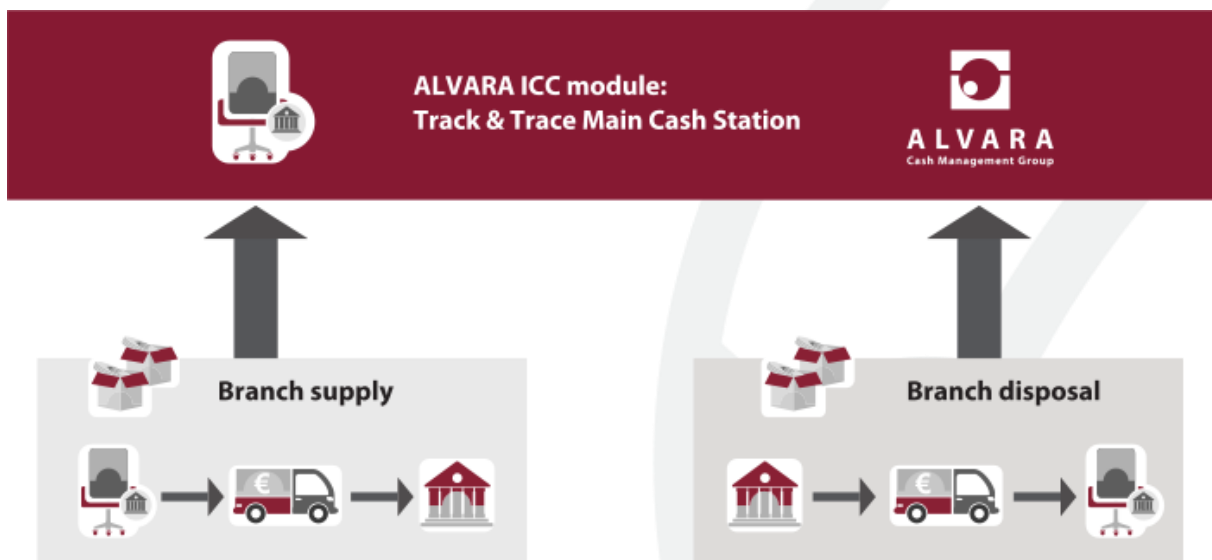 ALVARA ICC module:
Track & Trace Main Cash Station
ALVARA
Cash Management Group
Branch supply
€
Branch disposal
€